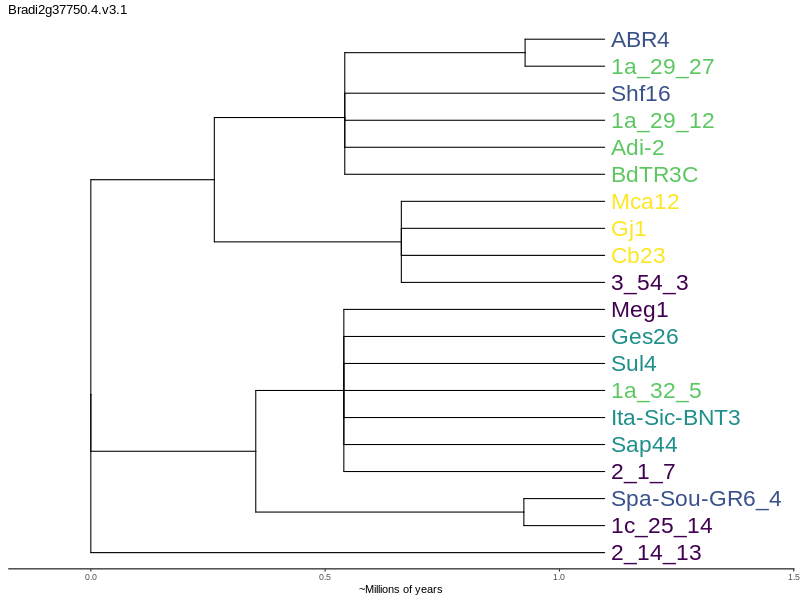 Bradi2g37750.4.v3.1
ABR4
1a_29_27
Shf16
1a_29_12
Adi-2
BdTR3C
Mca12
Gj1
Cb23
3_54_3
Meg1
Ges26
Sul4
1a_32_5
Ita-Sic-BNT3
Sap44
2_1_7
Spa-Sou-GR6_4
1c_25_14
2_14_13
0.0 0.5 1.0 1.5
~Millions of years